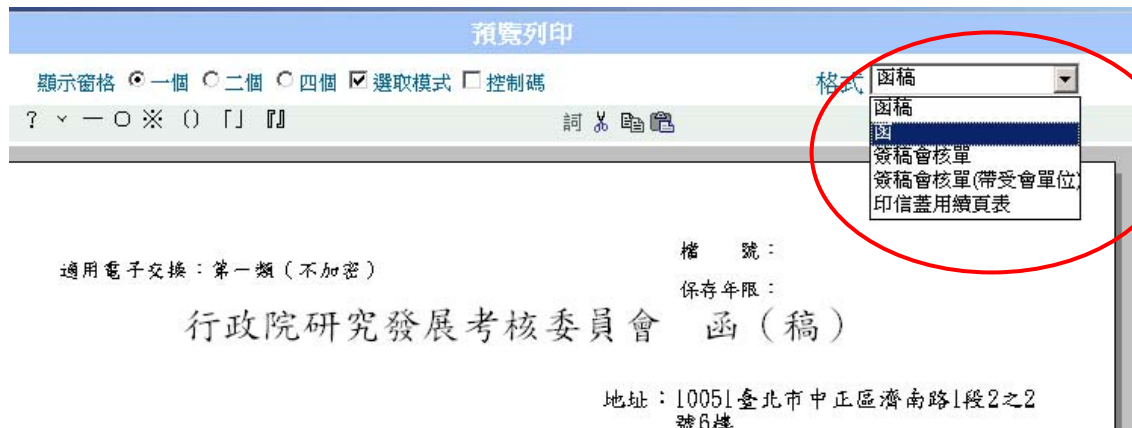 預覽列印
顯示窗格 一個 二個 四個 選取模式 控制碼
格式 函稿
? ˇ — ○ ※ () 「」 『』 詞
函稿
函
簽稿會核單
簽稿會核單(帶受會單位)
印信蓋用續頁表
檔 號：
適用電子交換：第一類（不加密）
保存年限：
行政院研究發展考核委員會 函（稿）
地址：10051臺北市中正區濟南路1段2之2
號6樓